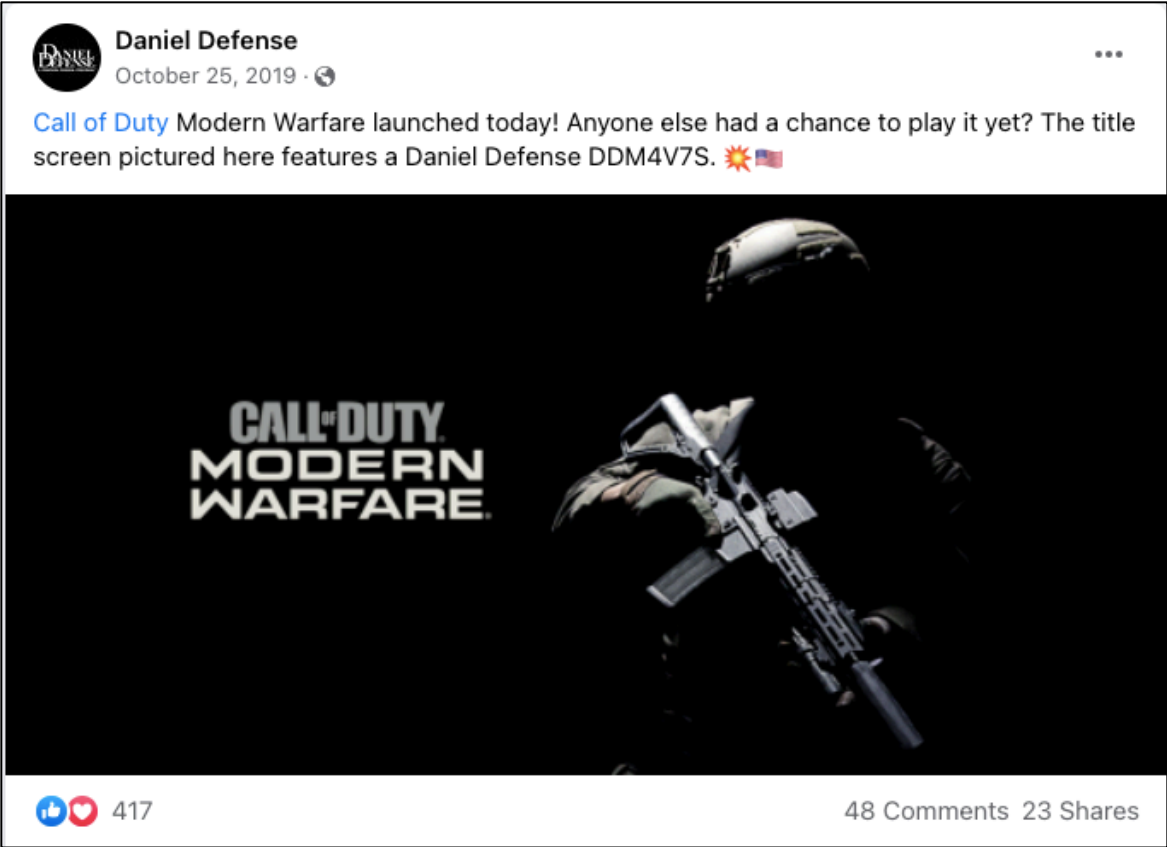 DANIEL
DEFENSE
Daniel Defense
October 25, 2019 ·
Call of Duty Modern Warfare launched today! Anyone else had a chance to play it yet? The title
screen pictured here features a Daniel Defense DDM4V7S. 💥🇺🇸
CALL OF DUTY
MODERN
WARFARE.
417
48 Comments 23 Shares